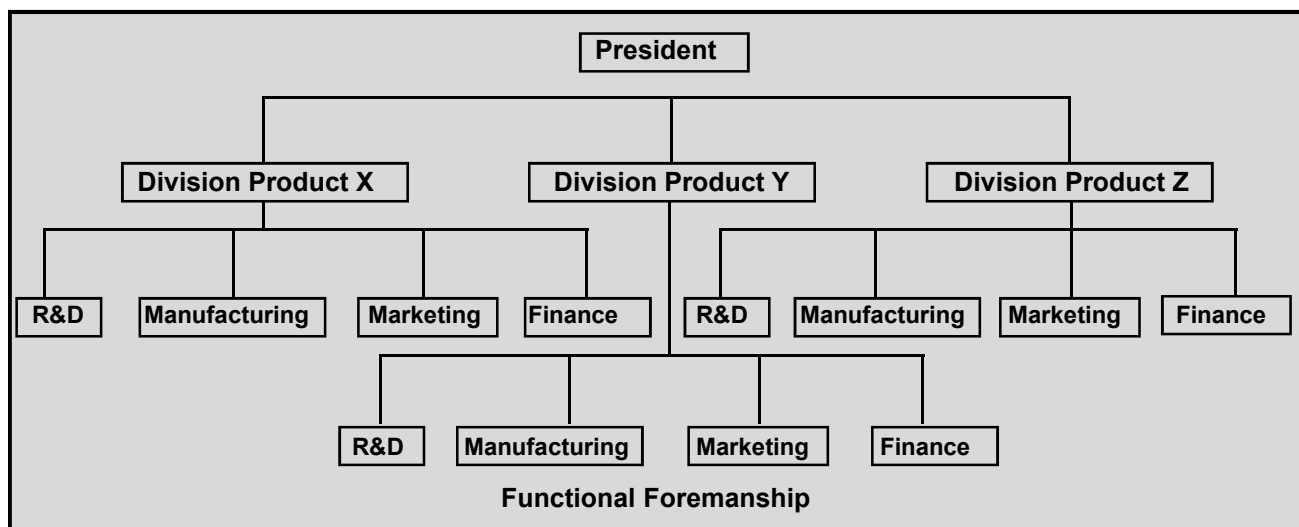 President
Division Product X
Division Product Y
Division Product Z
R&D
Manufacturing
Marketing
Finance
R&D
Manufacturing
Marketing
Finance
R&D
Manufacturing
Marketing
Finance
Functional Foremanship